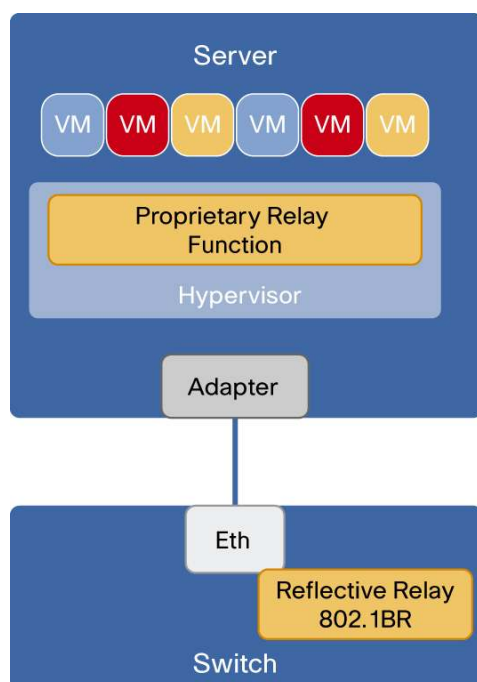 Server
VM VM VM VM VM VM
Proprietary Relay
Function
Hypervisor
Adapter
Eth
Reflective Relay
802.1BR
Switch